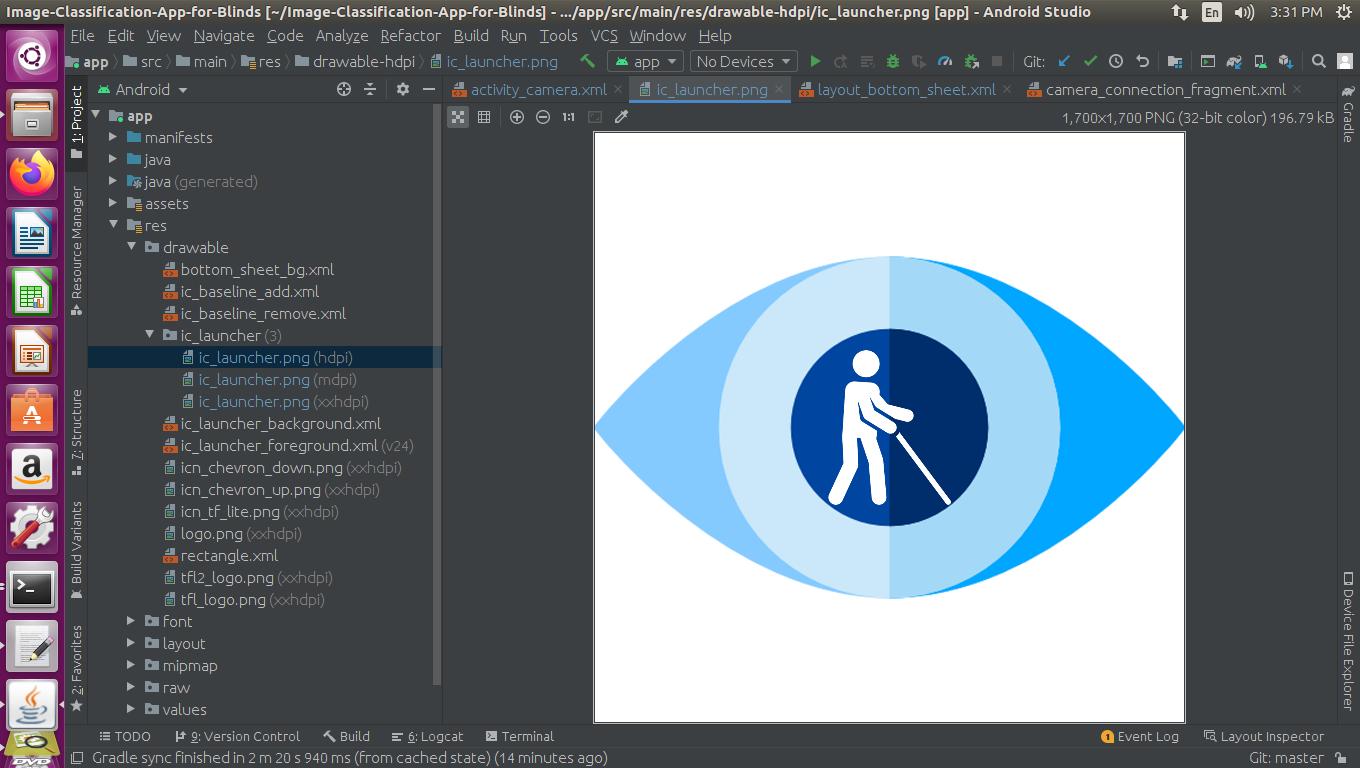 Image-Classification-App-for-Blinds [~/Image-Classification-App-for-Blinds] - .../app/src/main/res/drawable-hdpi/ic_launcher.png [app] - Android Studio
En 3:31 PM
File Edit View Navigate Code Analyze Refactor Build Run Tools VCS Window Help
app src main res drawable-hdpi ic_launcher.png app No Devices Git:
Android
activity_camera.xml ic_launcher.png layout_bottom_sheet.xml camera_connection_fragment.xml
1:1
1,700x1,700 PNG (32-bit color) 196.79 kB
1: Project
Resource Manager
7: Structure
Build Variants
2: Favorites
app
manifests
java
java (generated)
assets
res
drawable
bottom_sheet_bg.xml
ic_baseline_add.xml
ic_baseline_remove.xml
ic_launcher (3)
ic_launcher.png (hdpi)
ic_launcher.png (mdpi)
ic_launcher.png (xxhdpi)
ic_launcher_background.xml
ic_launcher_foreground.xml (v24)
icn_chevron_down.png (xxhdpi)
icn_chevron_up.png (xxhdpi)
icn_tf_lite.png (xxhdpi)
logo.png (xxhdpi)
rectangle.xml
tfl2_logo.png (xxhdpi)
tfl_logo.png (xxhdpi)
font
layout
mipmap
raw
values
Gradle
Device File Explorer
TODO 9: Version Control Build 6: Logcat Terminal 1 Event Log Layout Inspector
Gradle sync finished in 2 m 20 s 940 ms (from cached state) (14 minutes ago) Git: master